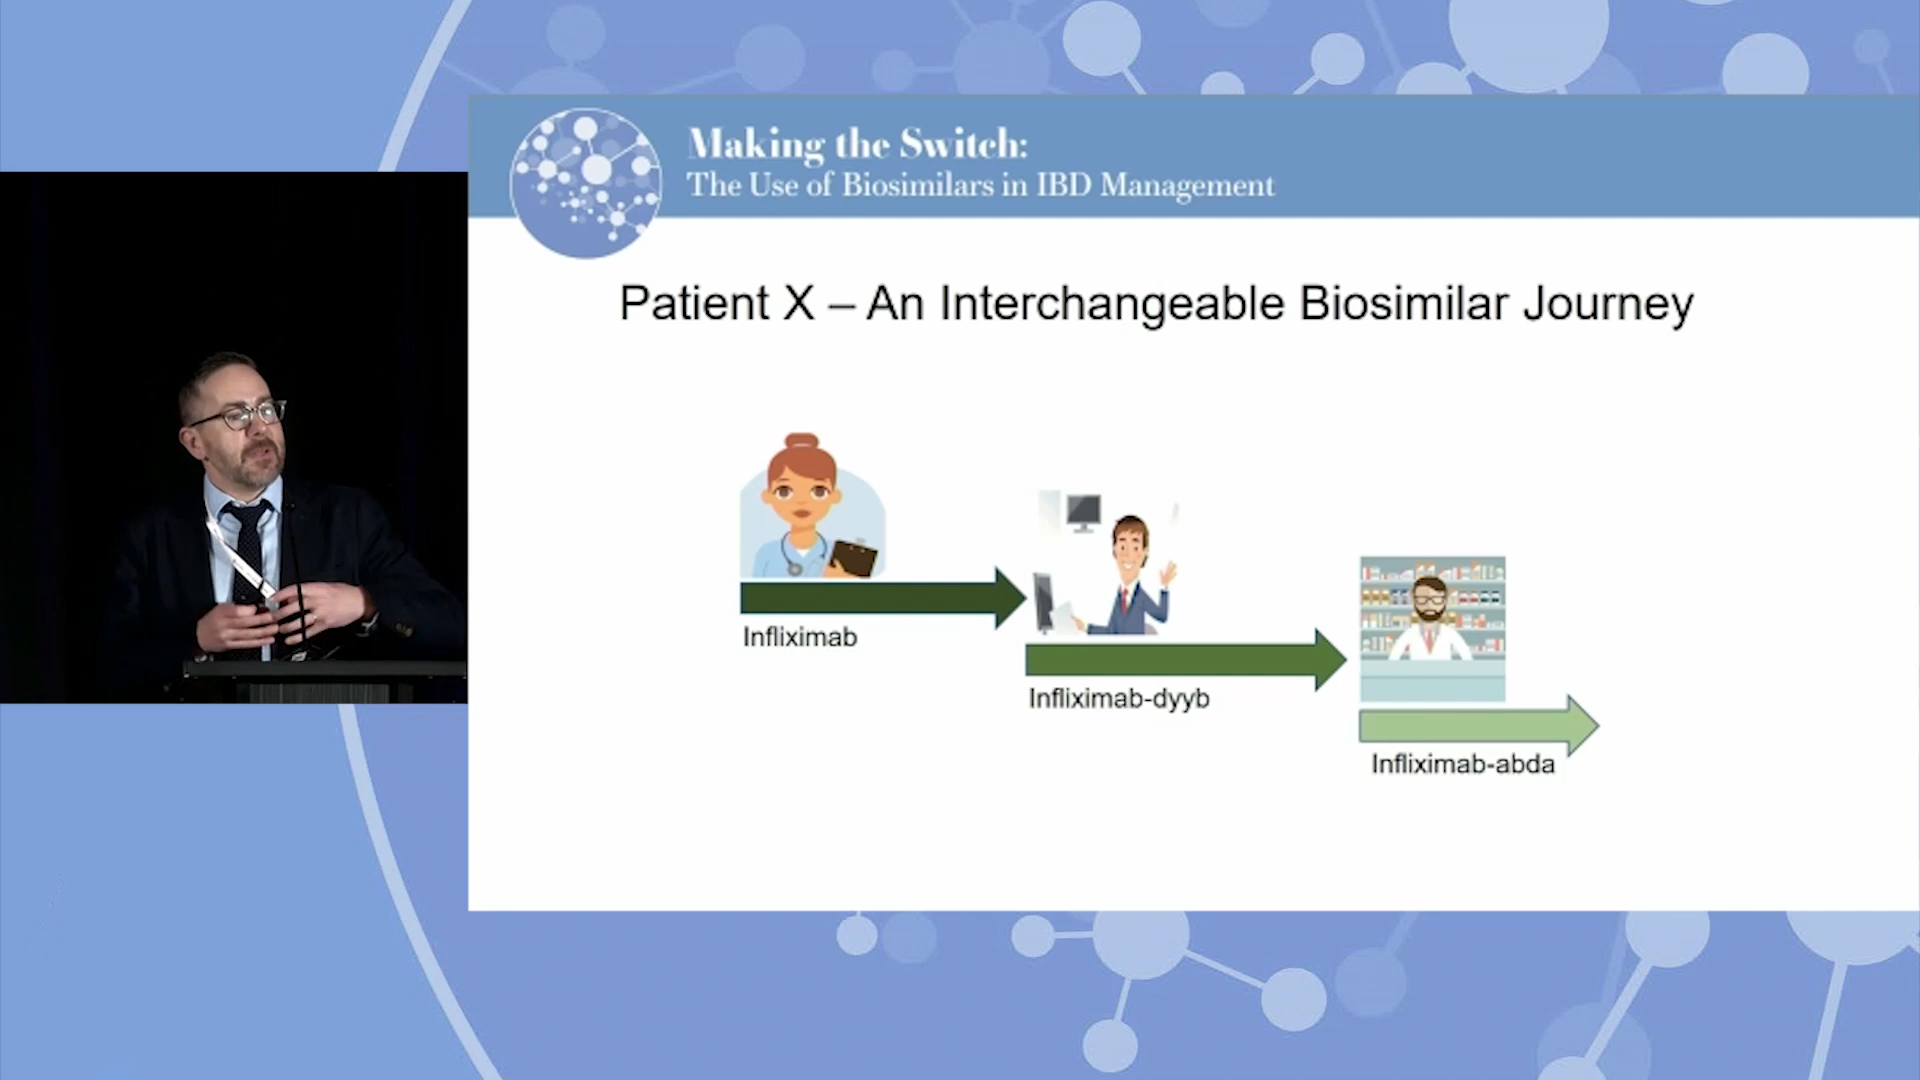 Making the Switch:
The Use of Biosimilars in IBD Management
Patient X – An Interchangeable Biosimilar Journey
Infliximab
Infliximab-dyyb
Infliximab-abda